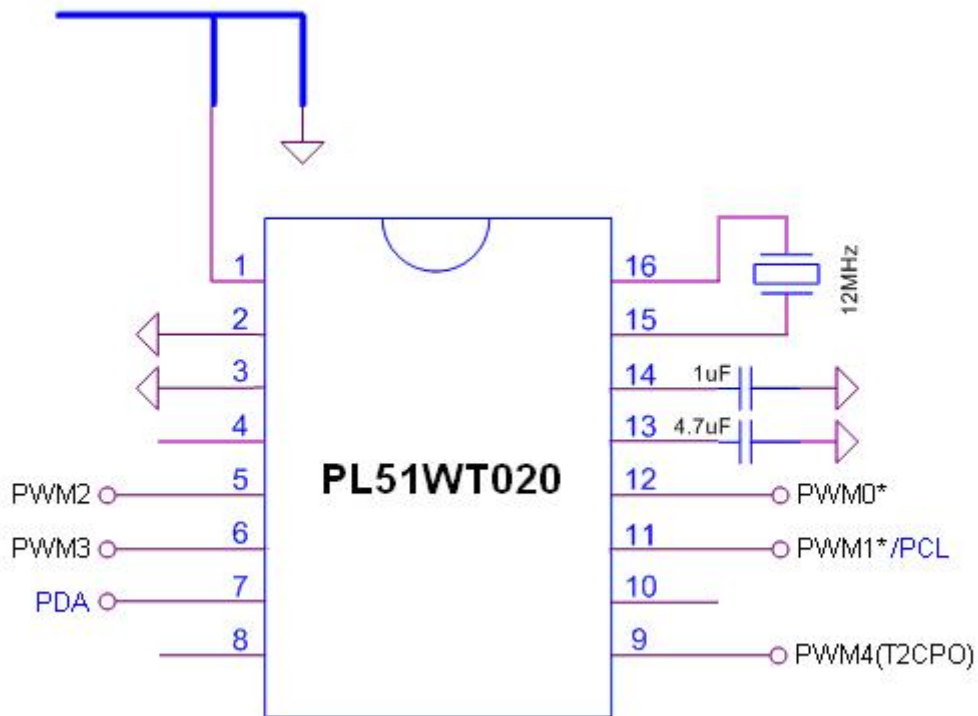 1 16
12MHz
2 15
3 14 1uF
4 13 4.7uF
PL51WT020
PWM2 5 12 PWM0*
PWM3 6 11 PWM1*/PCL
PDA 7 10
8 9 PWM4(T2CPO)